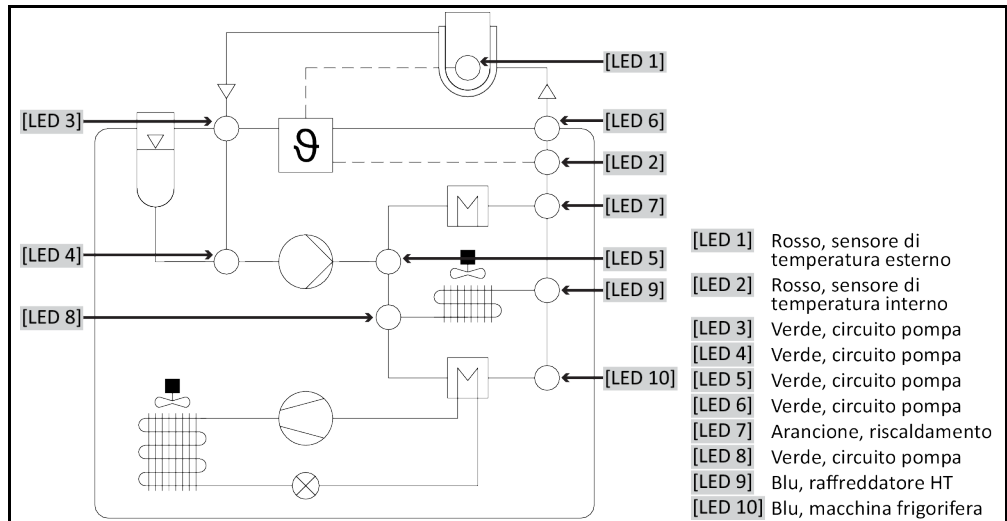 [LED 1]
[LED 3]
[LED 6]
ϑ
[LED 2]
[LED 7]
[LED 4]
[LED 5]
[LED 9]
[LED 8]
[LED 10]
[LED 1] Rosso, sensore di
temperatura esterno
[LED 2] Rosso, sensore di
temperatura interno
[LED 3] Verde, circuito pompa
[LED 4] Verde, circuito pompa
[LED 5] Verde, circuito pompa
[LED 6] Verde, circuito pompa
[LED 7] Arancione, riscaldamento
[LED 8] Verde, circuito pompa
[LED 9] Blu, raffreddatore HT
[LED 10] Blu, macchina frigorifera